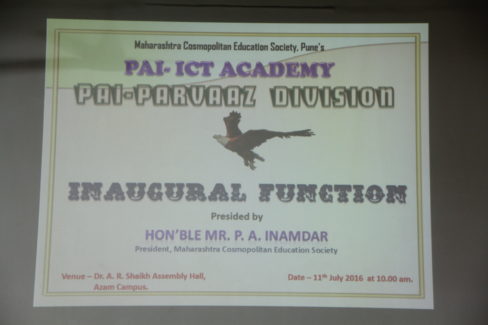 Maharashtra Cosmopolitan Education Society, Pune's
PAI- ICT ACADEMY
PAI-PARVAAZ DIVISION
INAUGURAL FUNCTION
Presided by
HON'BLE MR. P. A. INAMDAR
President, Maharashtra Cosmopolitan Education Society
Venue – Dr. A. R. Shaikh Assembly Hall, Date – 11th July 2016 at 10.00 am.
Azam Campus.